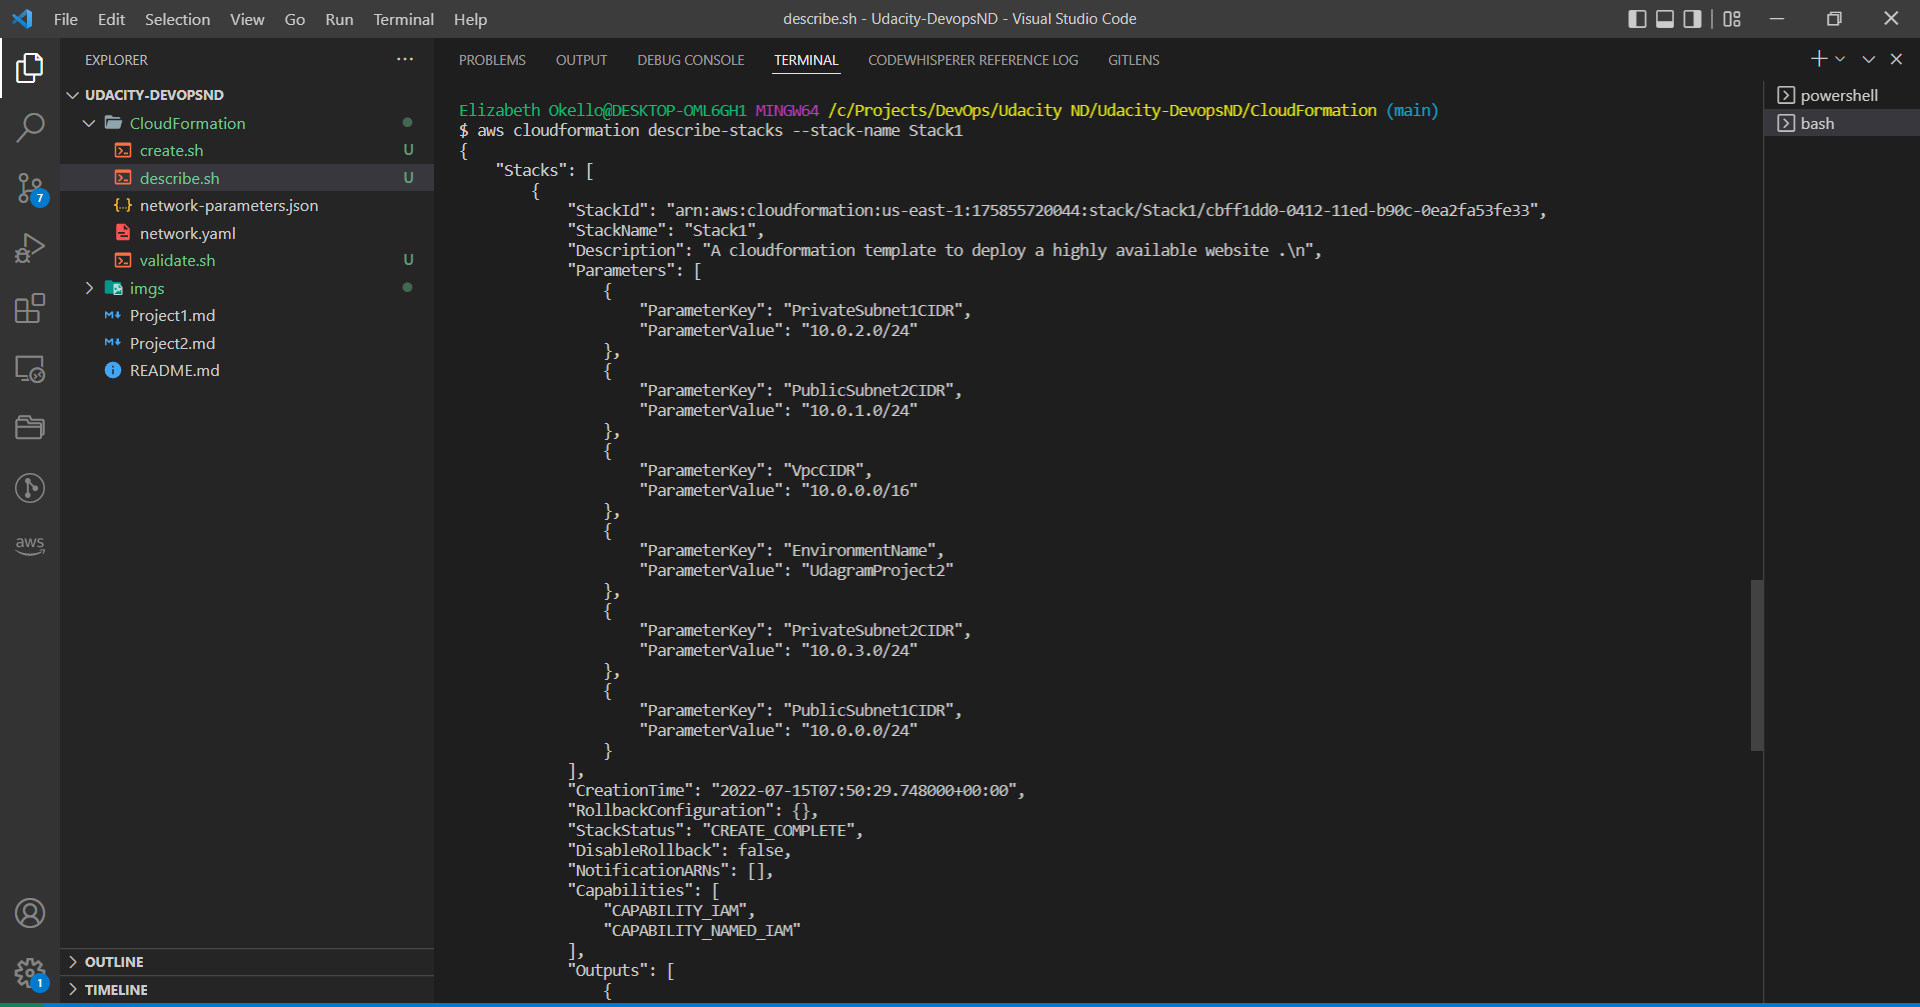 File Edit Selection View Go Run Terminal Help
describe.sh - Udacity-DevopsND - Visual Studio Code
EXPLORER
UDACITY-DEVOPSND
CloudFormation
create.sh U
describe.sh U
network-parameters.json
network.yaml
validate.sh U
imgs
Project1.md
Project2.md
README.md
OUTLINE
TIMELINE
7
aws
1
PROBLEMS OUTPUT DEBUG CONSOLE TERMINAL CODEWHISPERER REFERENCE LOG GITLENS
Elizabeth Okello@DESKTOP-OML6GH1 MINGW64 /c/Projects/DevOps/Udacity ND/Udacity-DevopsND/CloudFormation (main)
$ aws cloudformation describe-stacks --stack-name Stack1
{
    "Stacks": [
        {
            "StackId": "arn:aws:cloudformation:us-east-1:175855720044:stack/Stack1/cbff1dd0-0412-11ed-b90c-0ea2fa53fe33",
            "StackName": "Stack1",
            "Description": "A cloudformation template to deploy a highly available website .\n",
            "Parameters": [
                {
                    "ParameterKey": "PrivateSubnet1CIDR",
                    "ParameterValue": "10.0.2.0/24"
                },
                {
                    "ParameterKey": "PublicSubnet2CIDR",
                    "ParameterValue": "10.0.1.0/24"
                },
                {
                    "ParameterKey": "VpcCIDR",
                    "ParameterValue": "10.0.0.0/16"
                },
                {
                    "ParameterKey": "EnvironmentName",
                    "ParameterValue": "UdagramProject2"
                },
                {
                    "ParameterKey": "PrivateSubnet2CIDR",
                    "ParameterValue": "10.0.3.0/24"
                },
                {
                    "ParameterKey": "PublicSubnet1CIDR",
                    "ParameterValue": "10.0.0.0/24"
                }
            ],
            "CreationTime": "2022-07-15T07:50:29.748000+00:00",
            "RollbackConfiguration": {},
            "StackStatus": "CREATE_COMPLETE",
            "DisableRollback": false,
            "NotificationARNs": [],
            "Capabilities": [
                "CAPABILITY_IAM",
                "CAPABILITY_NAMED_IAM"
            ],
            "Outputs": [
                {
powershell
bash